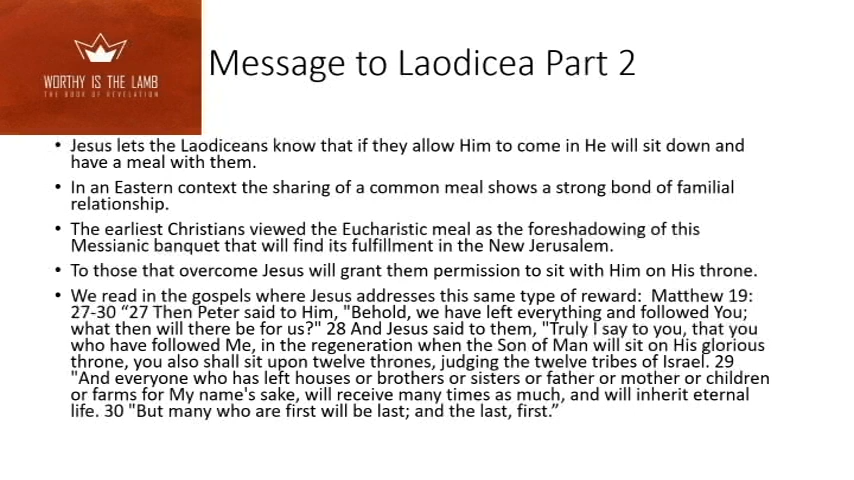 WORTHY IS THE LAMB
THE BOOK OF REVELATION
Message to Laodicea Part 2
• Jesus lets the Laodiceans know that if they allow Him to come in He will sit down and
have a meal with them.
• In an Eastern context the sharing of a common meal shows a strong bond of familial
relationship.
• The earliest Christians viewed the Eucharistic meal as the foreshadowing of this
Messianic banquet that will find its fulfillment in the New Jerusalem.
• To those that overcome Jesus will grant them permission to sit with Him on His throne.
• We read in the gospels where Jesus addresses this same type of reward:  Matthew 19:
27-30 “27 Then Peter said to Him, "Behold, we have left everything and followed You;
what then will there be for us?" 28 And Jesus said to them, "Truly I say to you, that you
who have followed Me, in the regeneration when the Son of Man will sit on His glorious
throne, you also shall sit upon twelve thrones, judging the twelve tribes of Israel. 29
"And everyone who has left houses or brothers or sisters or father or mother or children
or farms for My name's sake, will receive many times as much, and will inherit eternal
life. 30 "But many who are first will be last; and the last, first.”